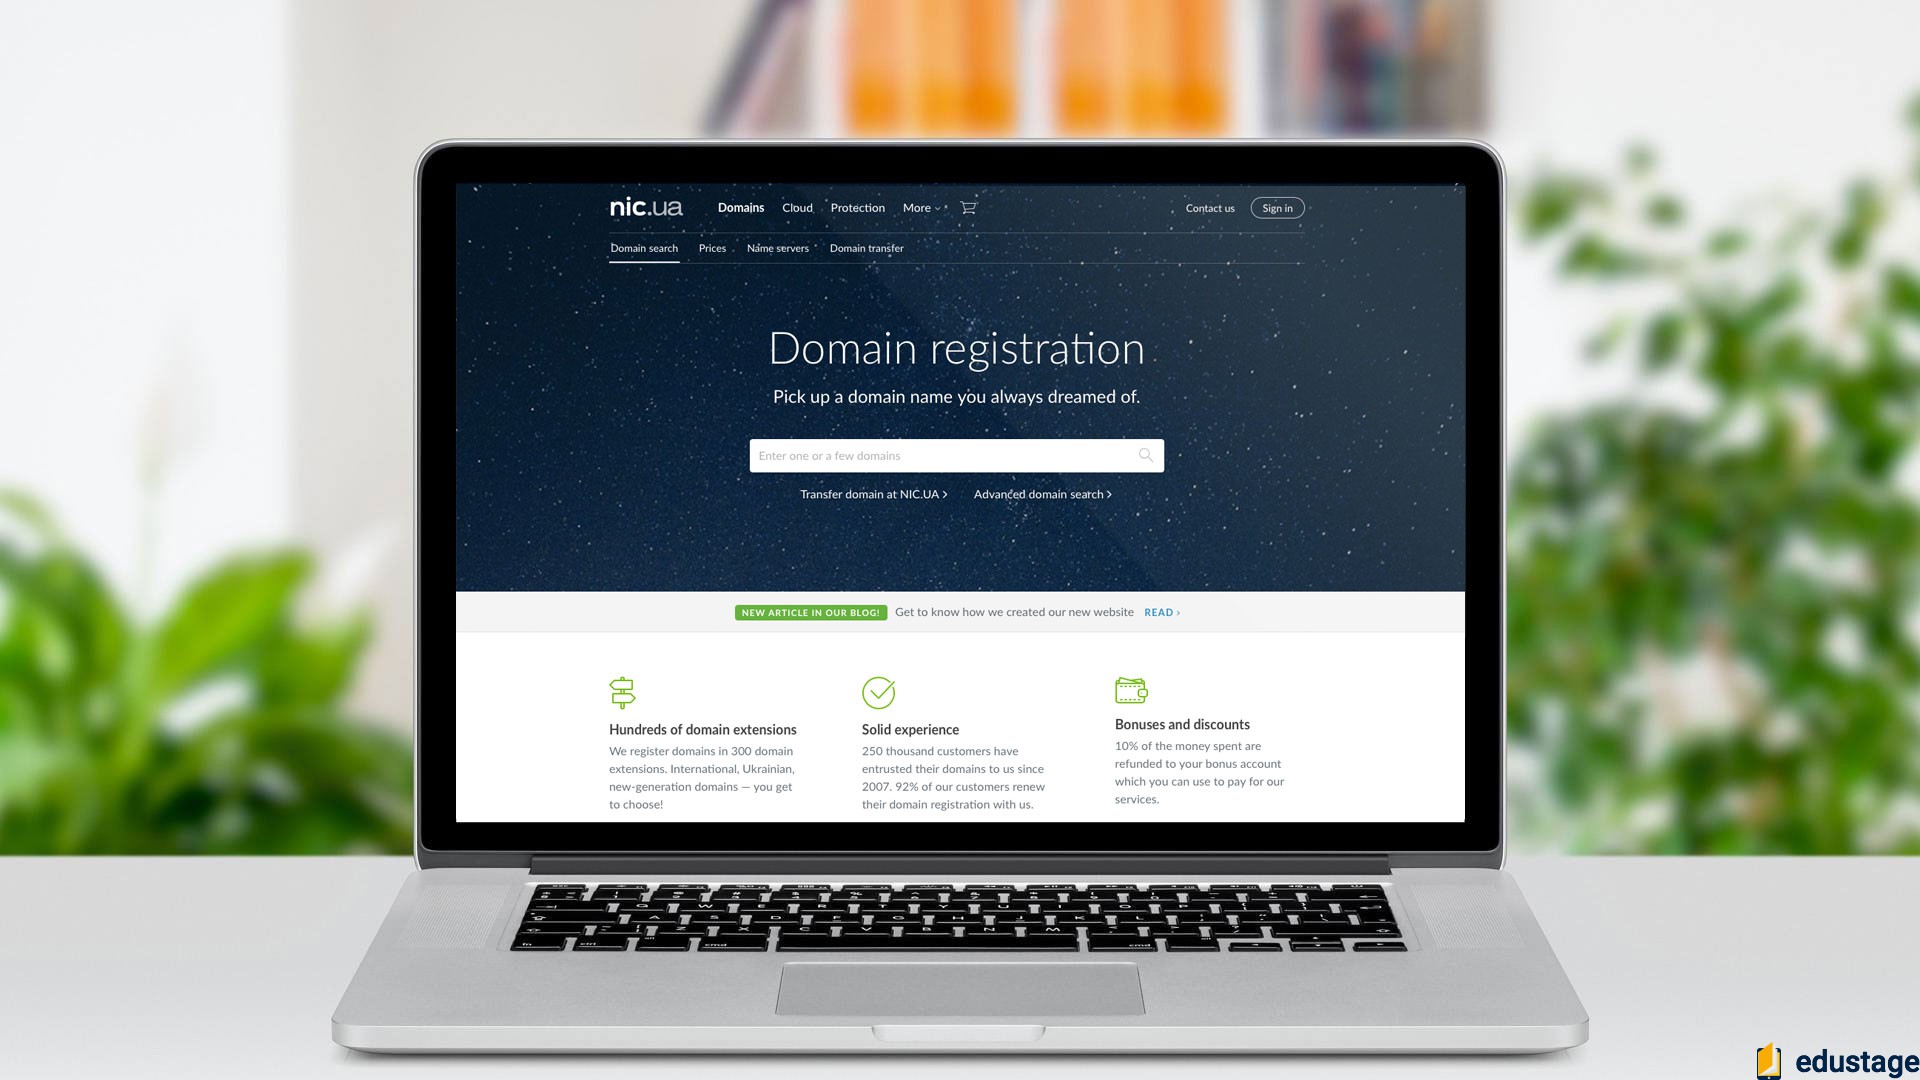 nic.ua
Domains Cloud Protection More
Contact us Sign in
Domain search Prices Name servers Domain transfer
Domain registration
Pick up a domain name you always dreamed of.
Enter one or a few domains
Transfer domain at NIC.UA > Advanced domain search >
NEW ARTICLE IN OUR BLOG! Get to know how we created our new website READ ›
Hundreds of domain extensions
We register domains in 300 domain
extensions. International, Ukrainian,
new-generation domains — you get
to choose!
Solid experience
250 thousand customers have
entrusted their domains to us since
2007. 92% of our customers renew
their domain registration with us.
Bonuses and discounts
10% of the money spent are
refunded to your bonus account
which you can use to pay for our
services.
Q W E R T Y U I O P
A S D F G H J K L
Z X C V B N M
fn ctrl cmd cmd
edustage